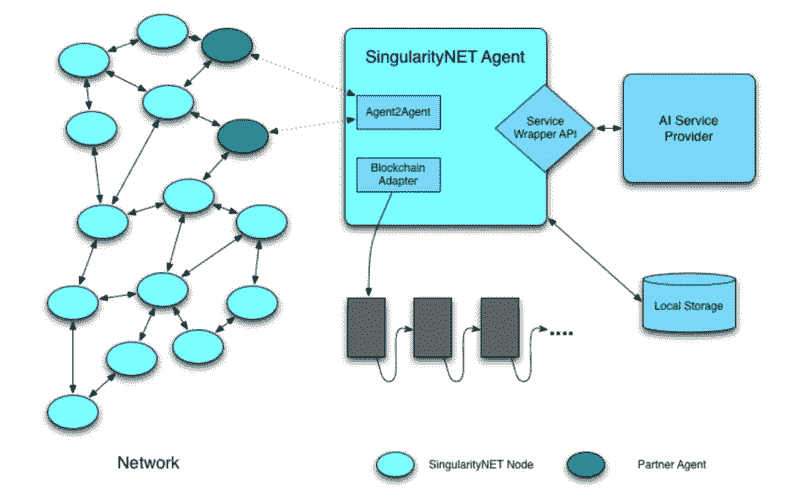 SingularityNET Agent
Agent2Agent
Service
Wrapper API
AI Service
Provider
Blockchain
Adapter
Local Storage
....
Network
SingularityNET Node
Partner Agent